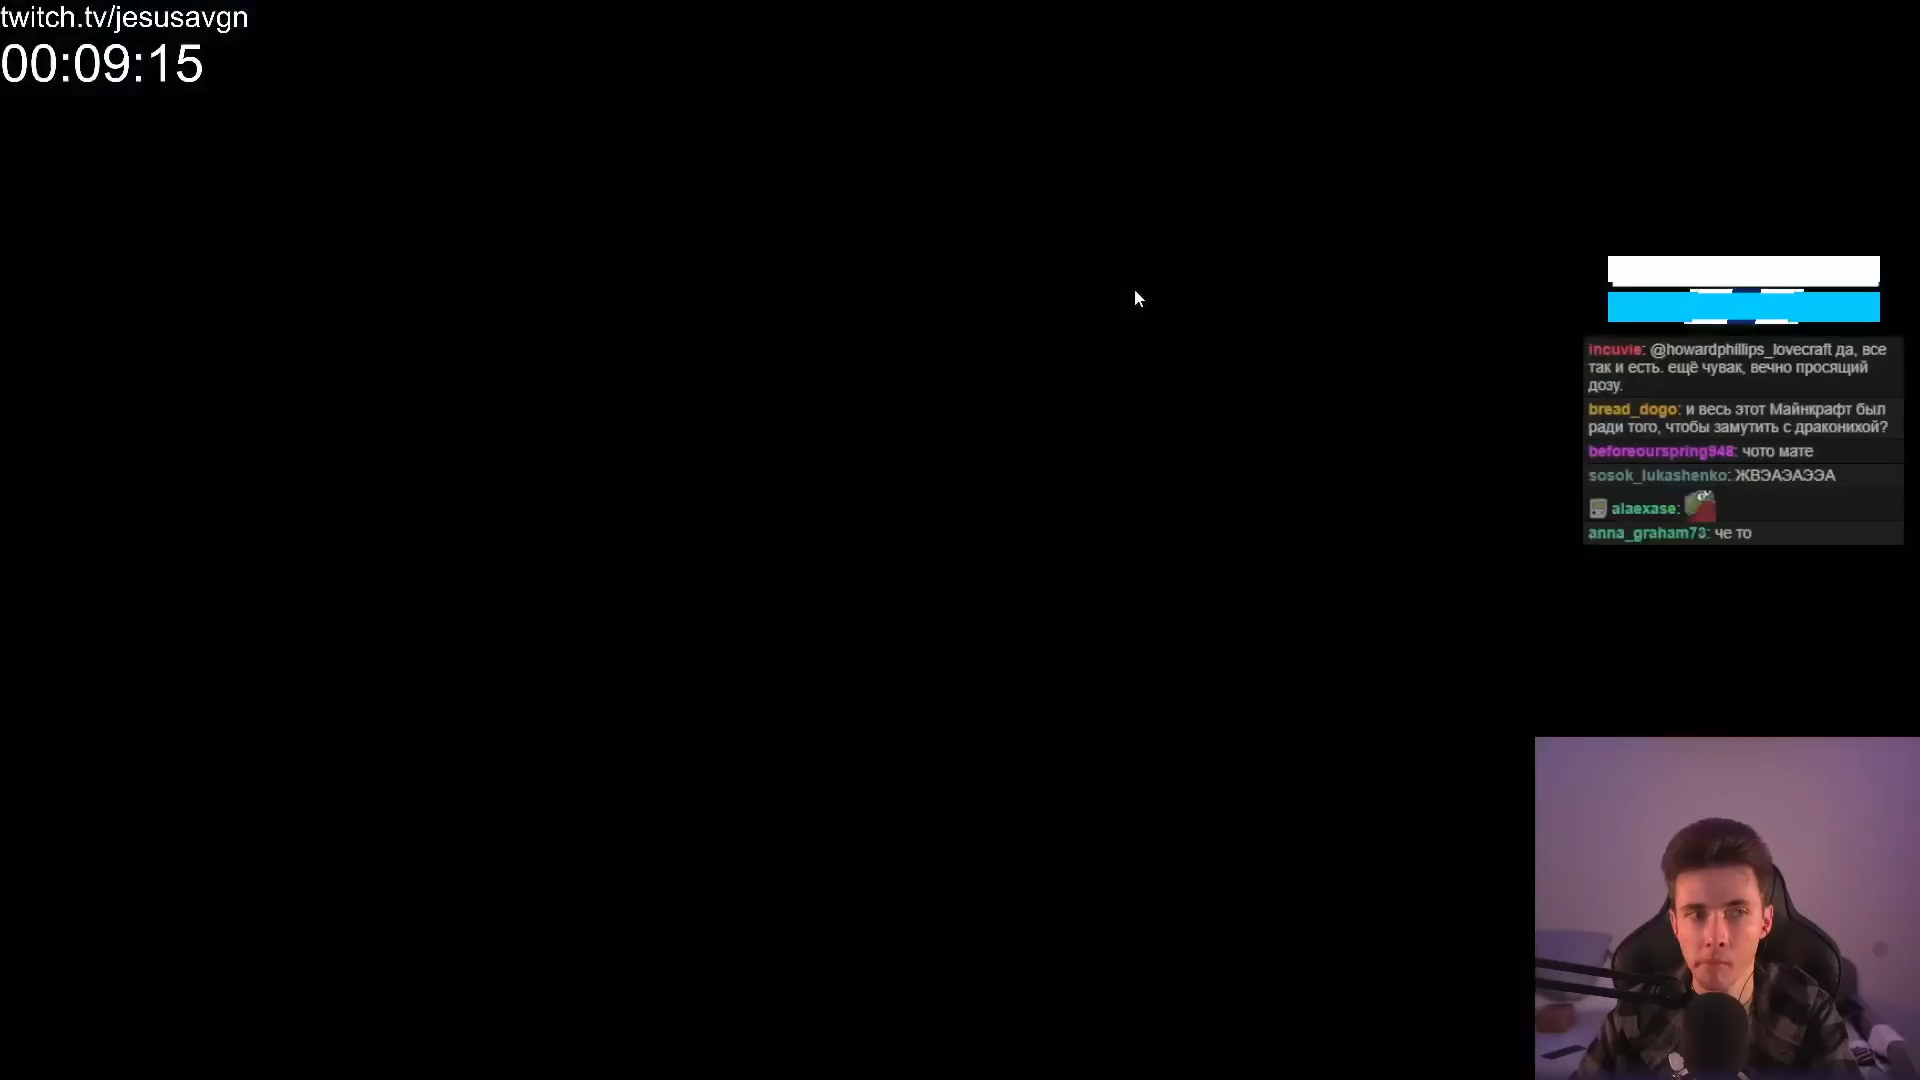 twitch.tv/jesusavgn
00:09:15
incuvie: @howardphillips_lovecraft да, все
так и есть. ещё чувак, вечно просящий
дозу.
bread_dogo: и весь этот Майнкрафт был
ради того, чтобы замутить с драконихой?
beforeourspring948: чото мате
sosok_lukashenko: ЖВЭАЭАЭЭА
alaexase:
anna_graham73: че то